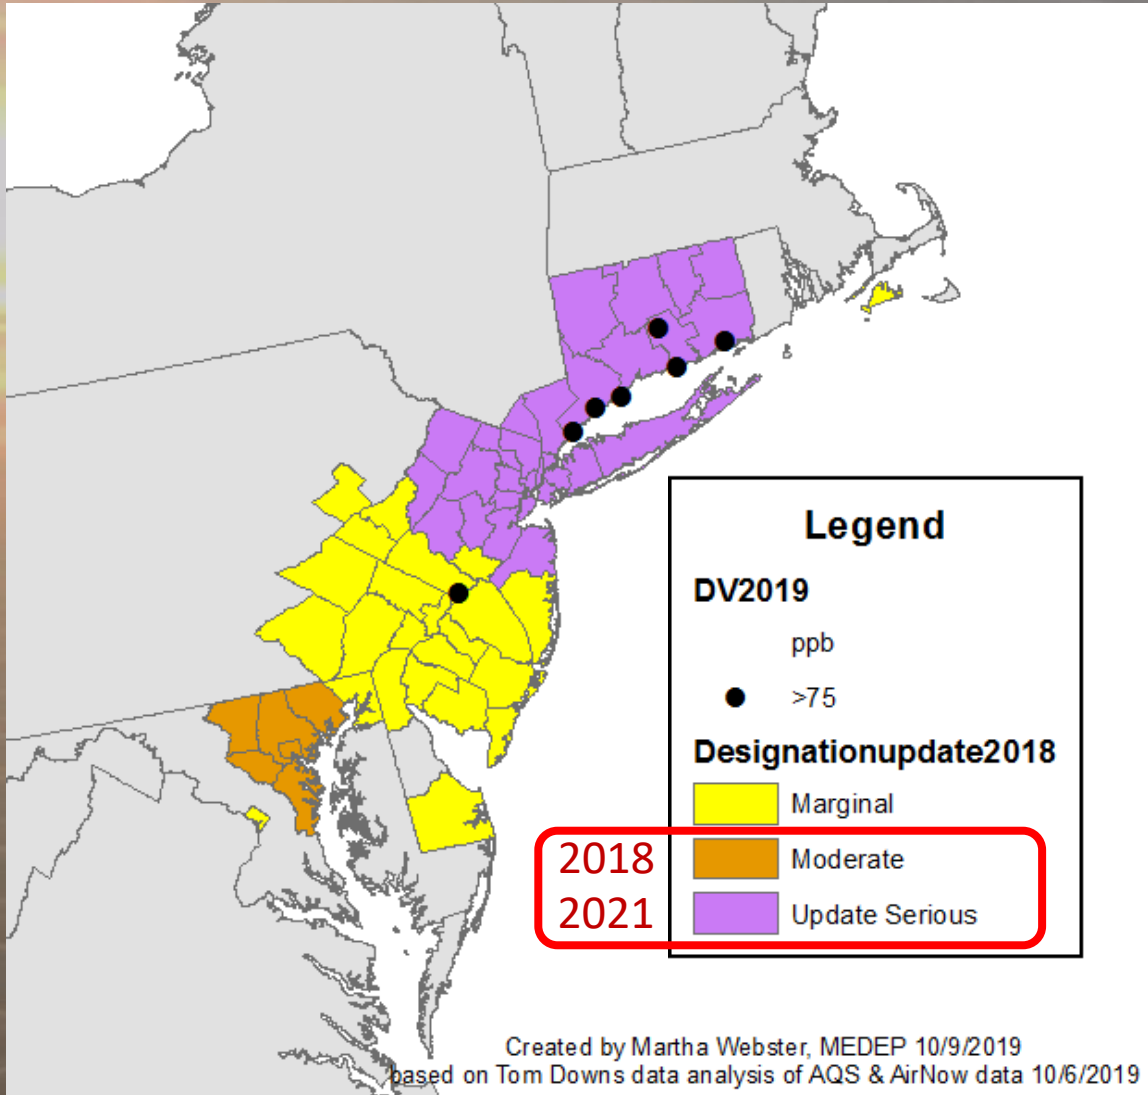 Legend
DV2019
ppb
>75
Designationupdate2018
Marginal
2018 Moderate
2021 Update Serious
Created by Martha Webster, MEDEP 10/9/2019
based on Tom Downs data analysis of AQS & AirNow data 10/6/2019